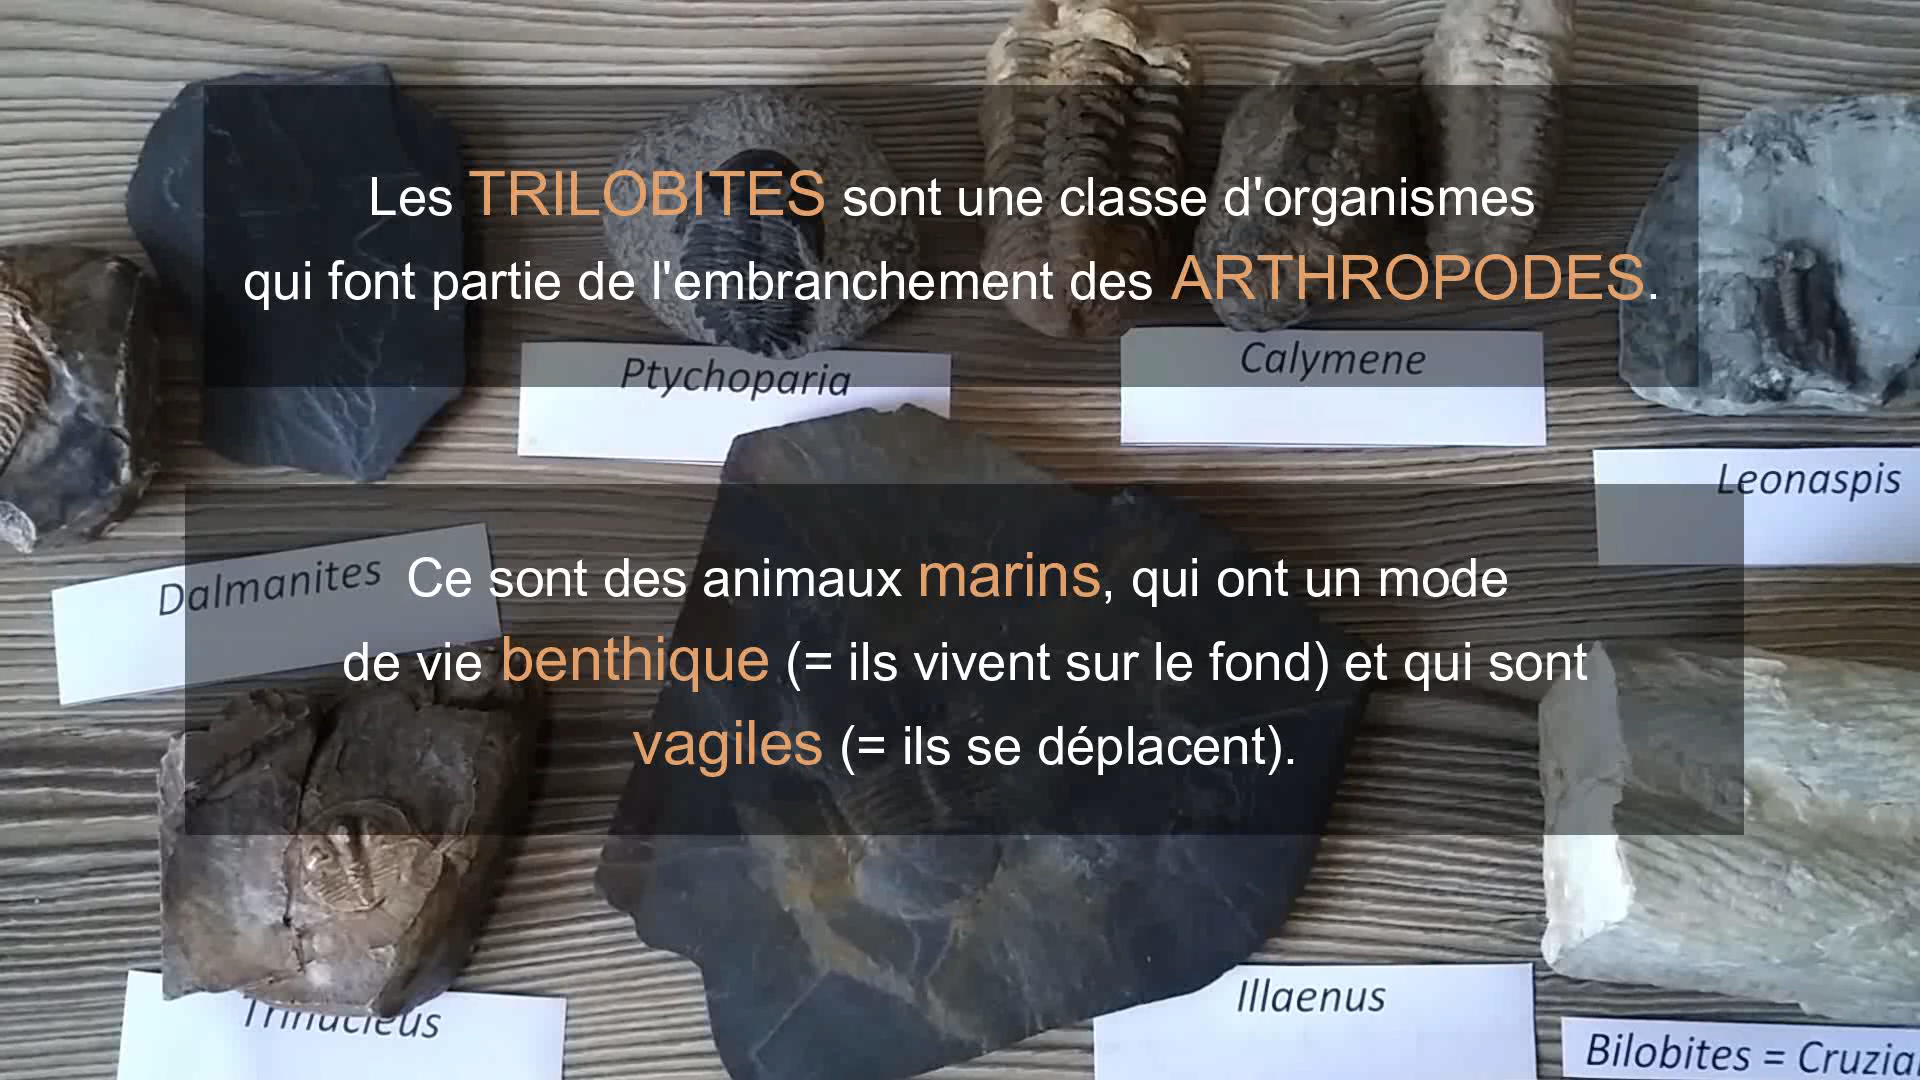 Les TRILOBITES sont une classe d'organismes
qui font partie de l'embranchement des ARTHROPODES.
Ptychoparia
Calymene
Leonaspis
Dalmanites
Ce sont des animaux marins, qui ont un mode
de vie benthique (= ils vivent sur le fond) et qui sont
vagiles (= ils se déplacent).
Illaenus
Bilobites =